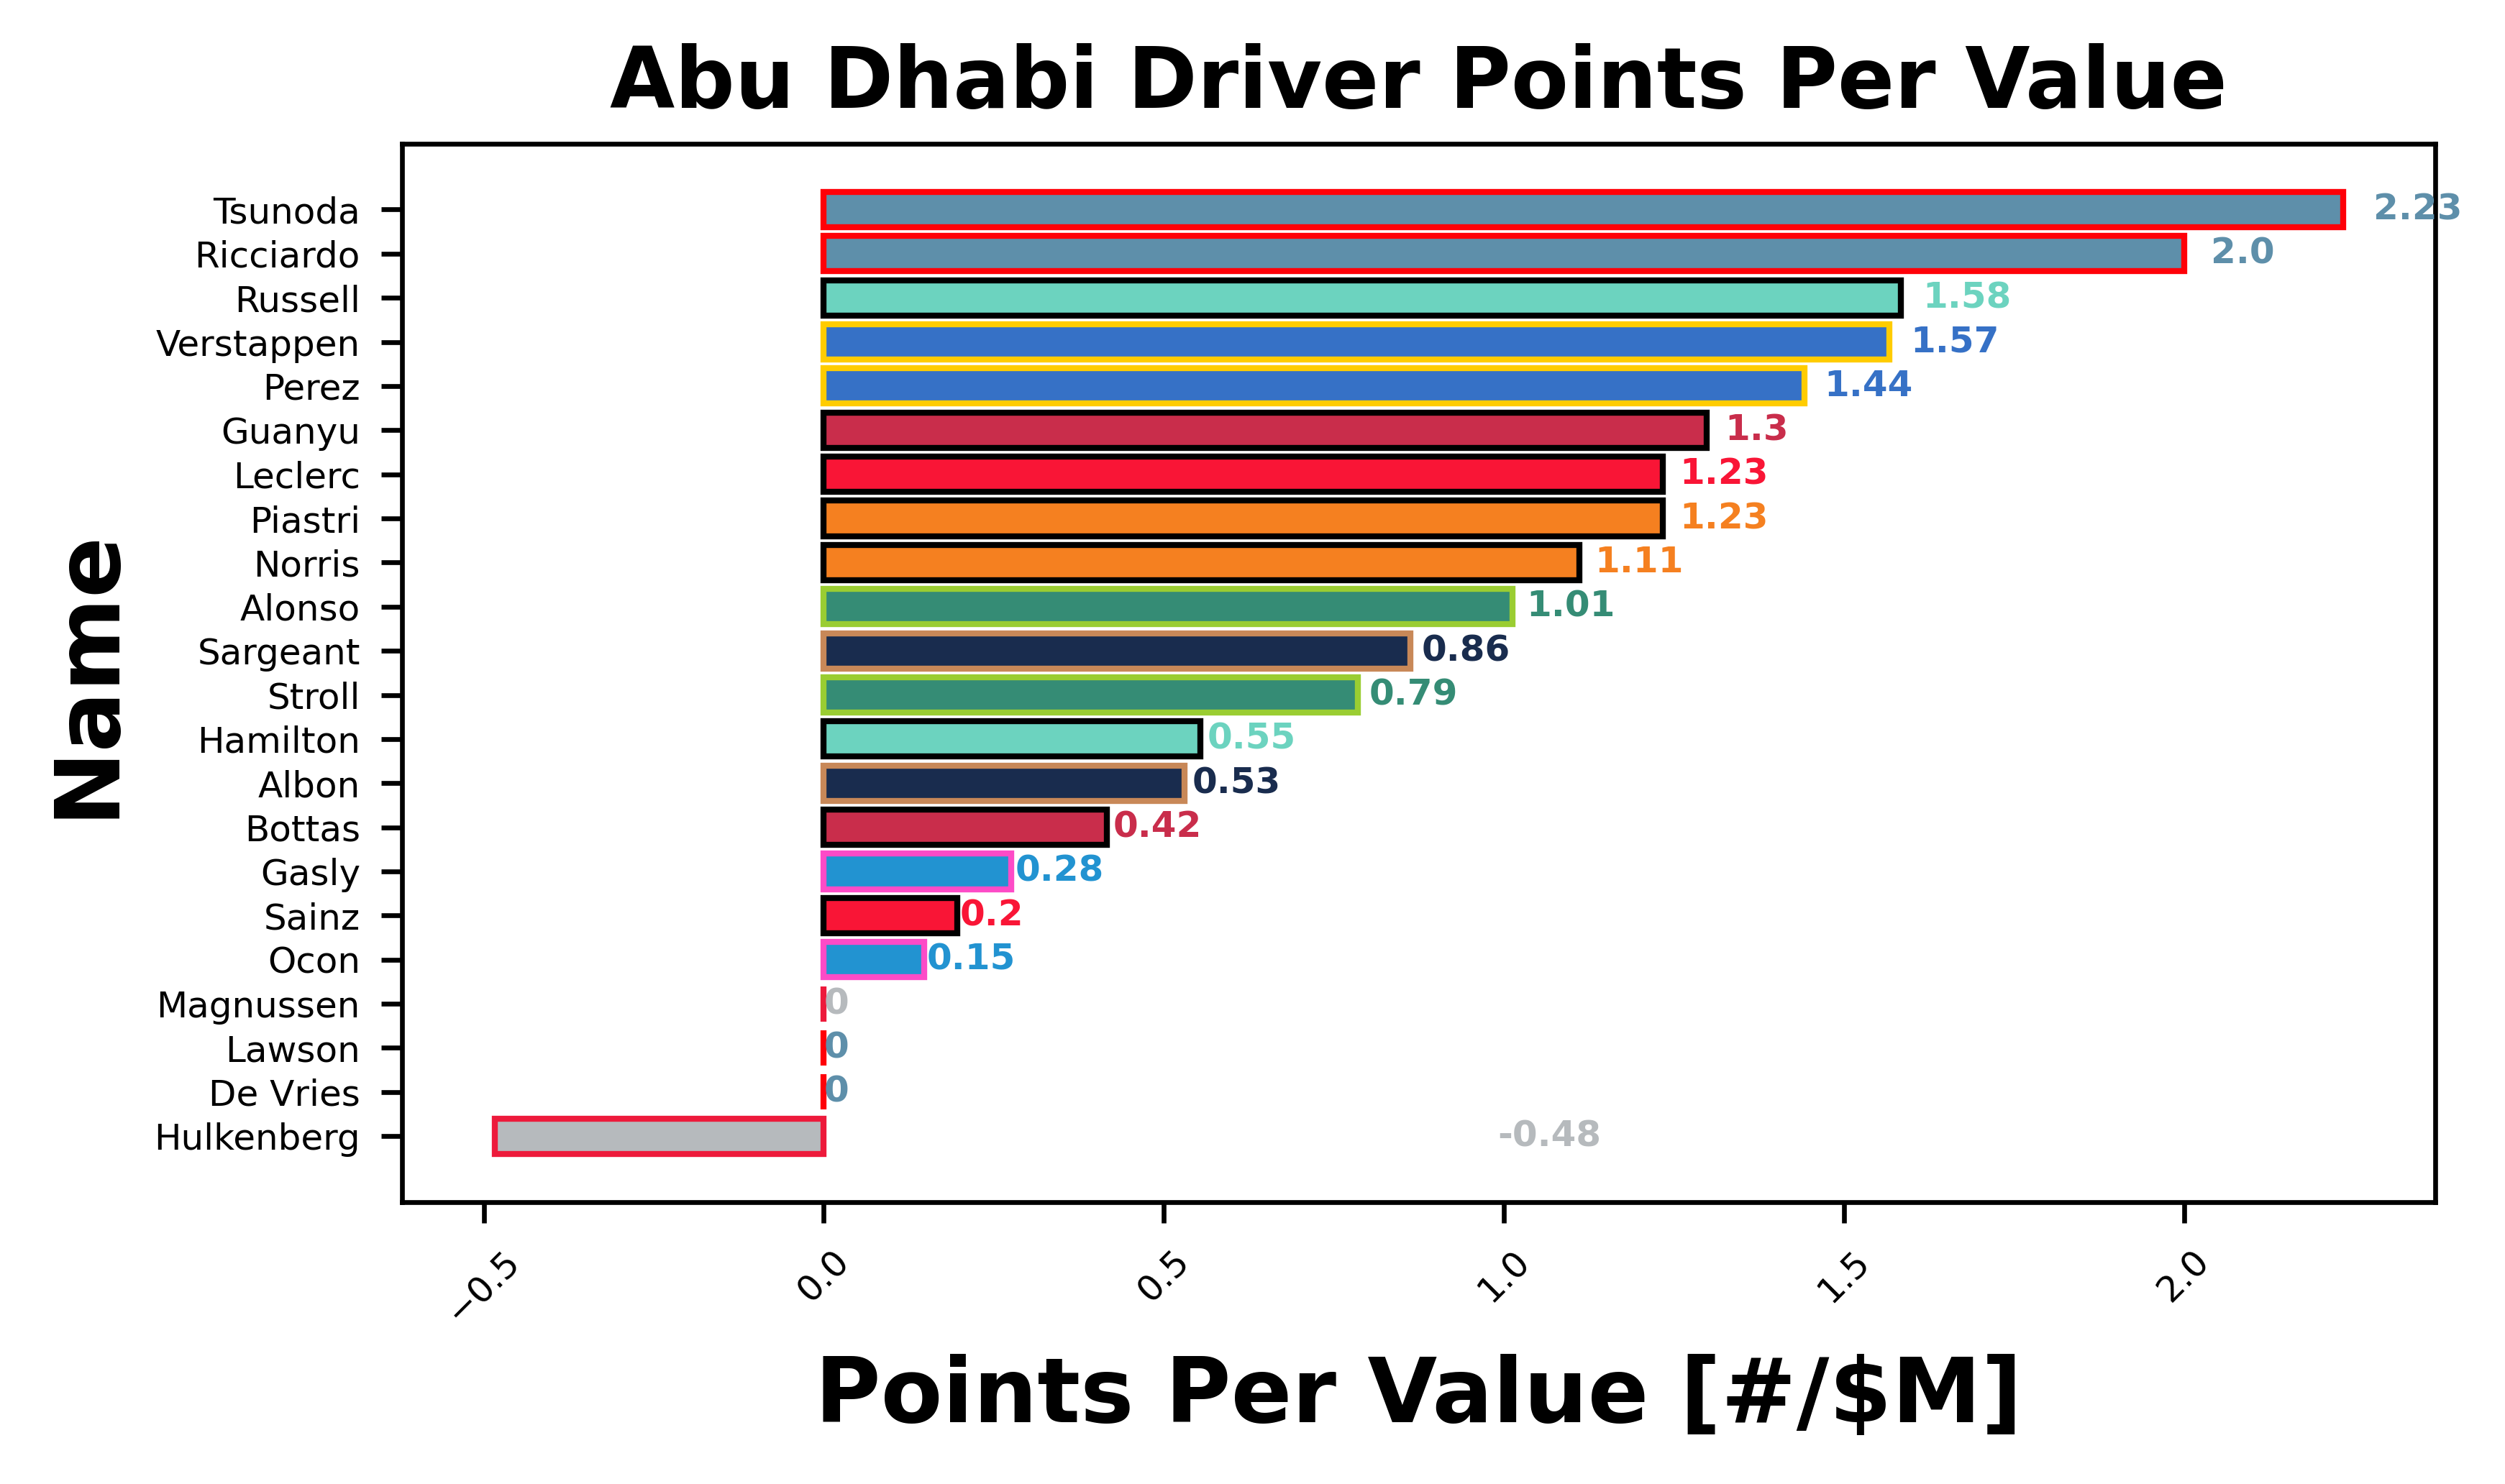 Abu Dhabi Driver Points Per Value
Name
Tsunoda 2.23
Ricciardo 2.0
Russell 1.58
Verstappen 1.57
Perez 1.44
Guanyu 1.3
Leclerc 1.23
Piastri 1.23
Norris 1.11
Alonso 1.01
Sargeant 0.86
Stroll 0.79
Hamilton 0.55
Albon 0.53
Bottas 0.42
Gasly 0.28
Sainz 0.2
Ocon 0.15
Magnussen 0
Lawson 0
De Vries 0
Hulkenberg -0.48
−0.5 0.0 0.5 1.0 1.5 2.0
Points Per Value [#/$M]